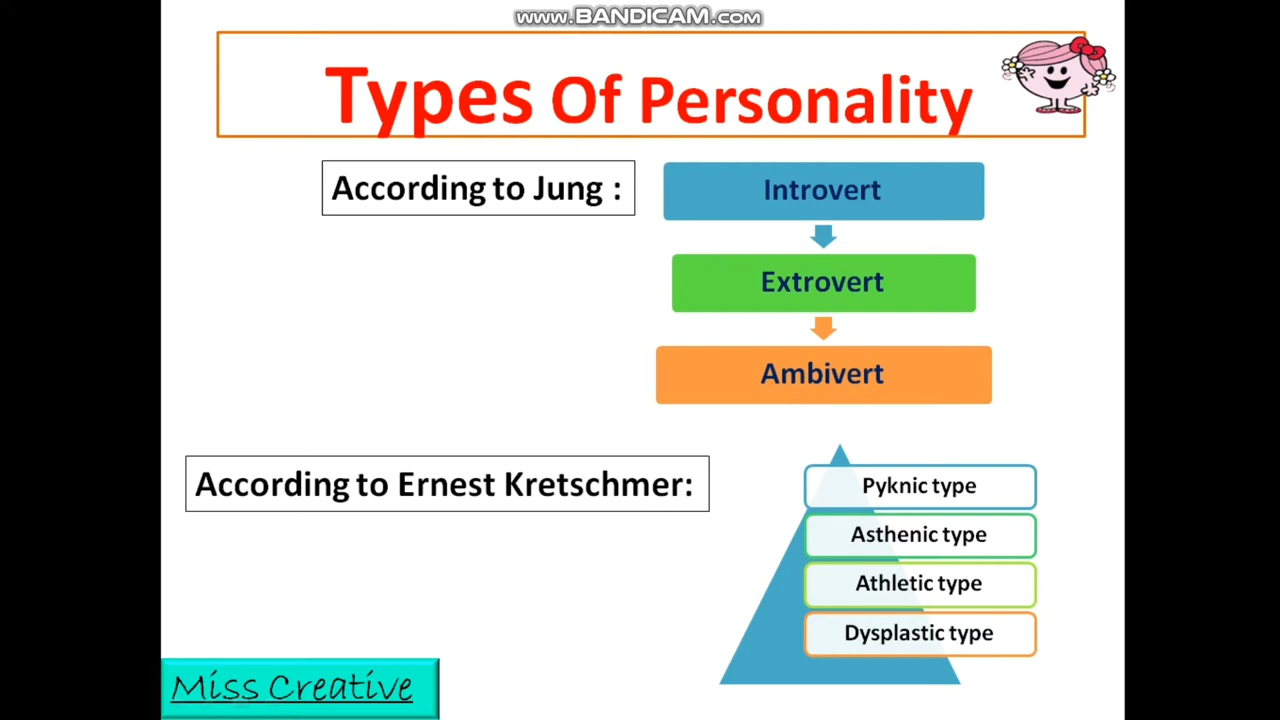 www.BANDICAM.com
Types Of Personality
According to Jung :
Introvert
Extrovert
Ambivert
According to Ernest Kretschmer:
Pyknic type
Asthenic type
Athletic type
Dysplastic type
Miss Creative